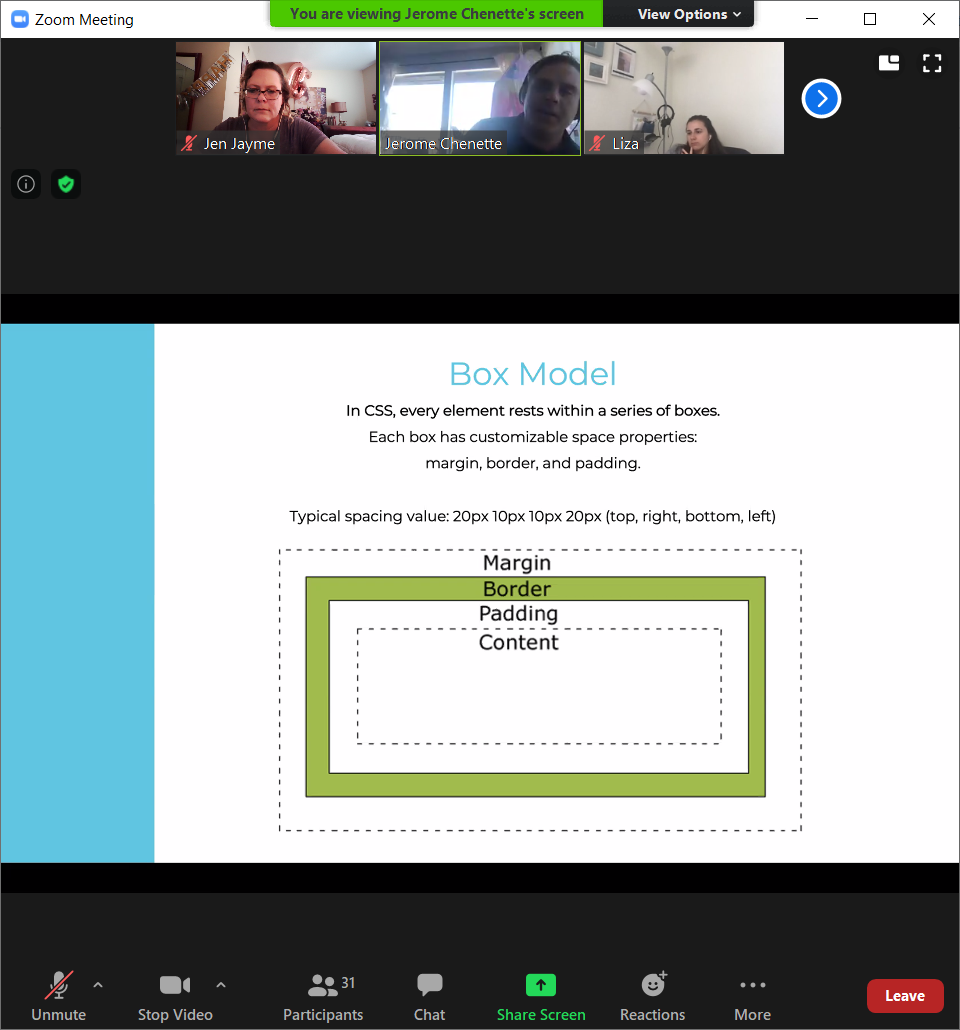 Zoom Meeting
You are viewing Jerome Chenette's screen
View Options
Jen Jayme
Jerome Chenette
Liza
Box Model
In CSS, every element rests within a series of boxes.
Each box has customizable space properties:
margin, border, and padding.
Typical spacing value: 20px 10px 10px 20px (top, right, bottom, left)
Margin
Border
Padding
Content
Unmute
Stop Video
31
Participants
Chat
Share Screen
Reactions
More
Leave